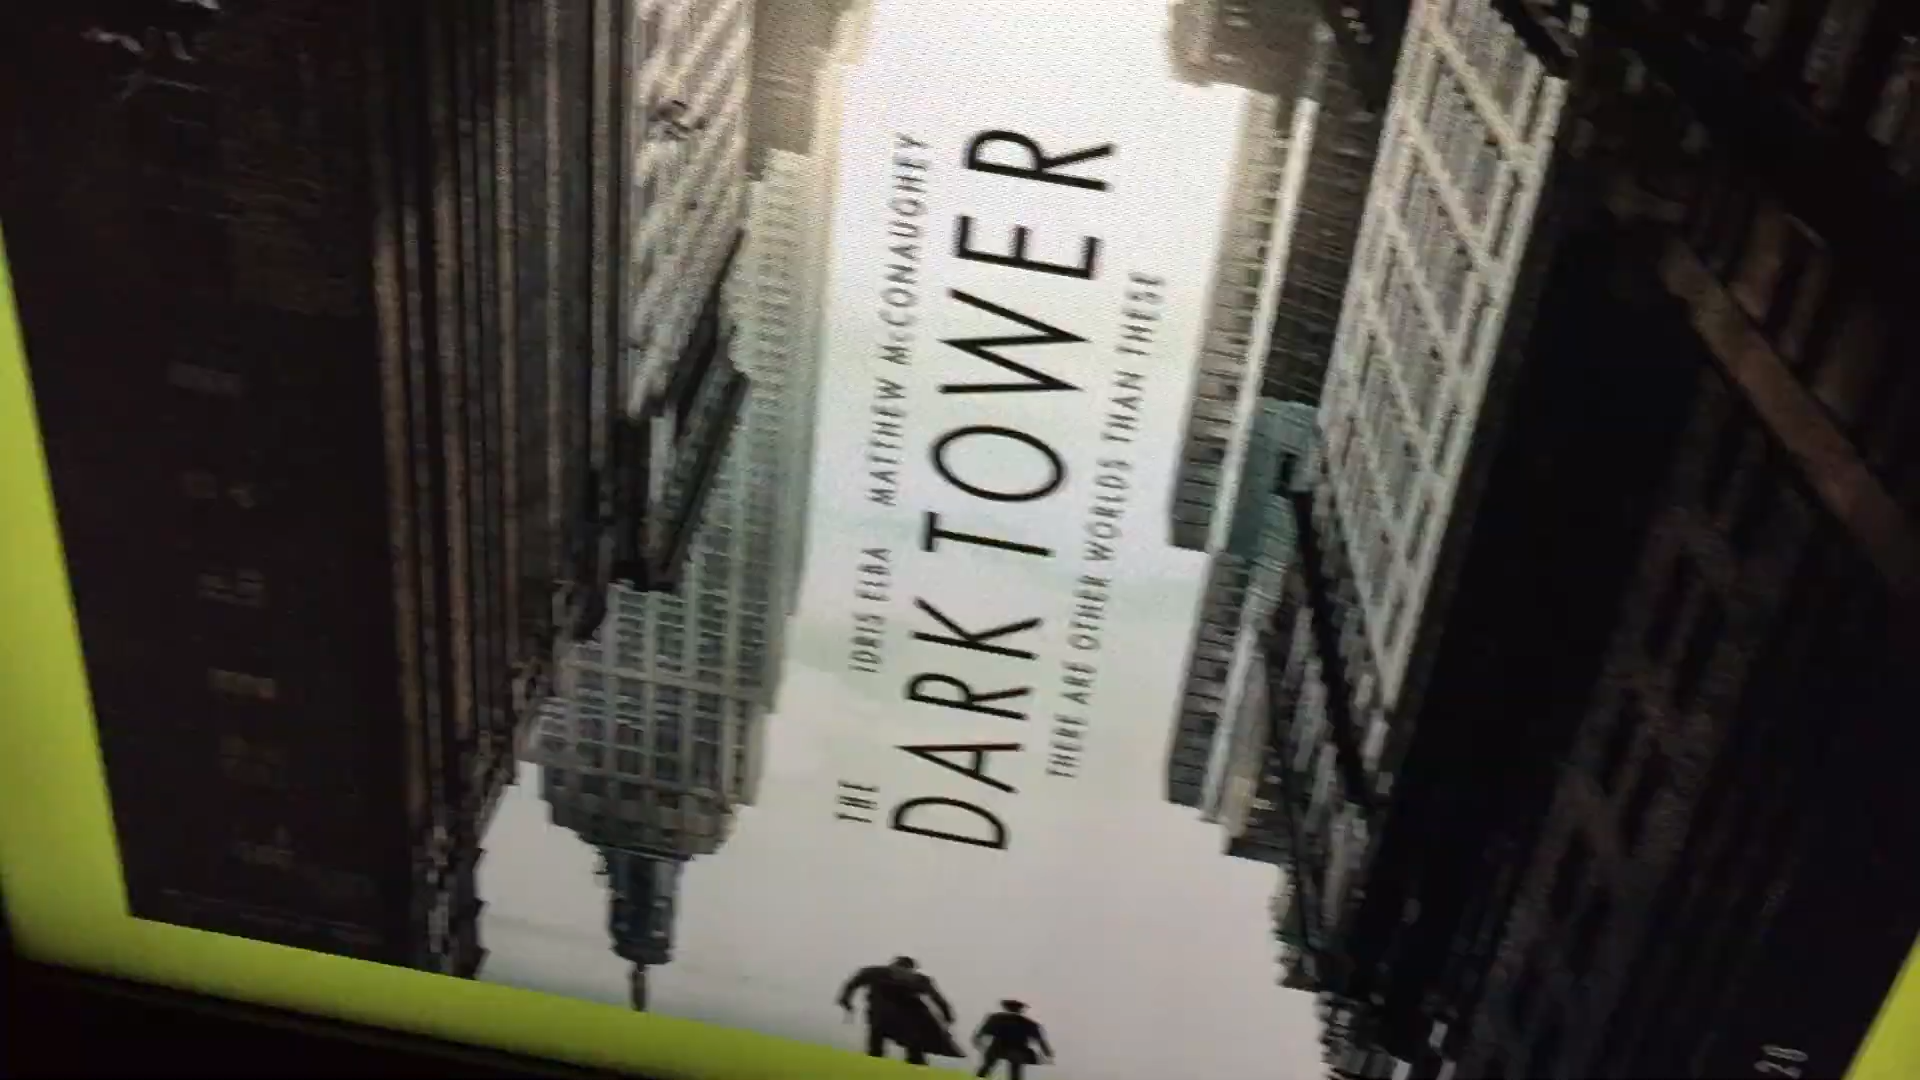 IDRIS ELBA MATTHEW McCONAUGHEY
THE
DARK TOWER
THERE ARE OTHER WORLDS THAN THESE